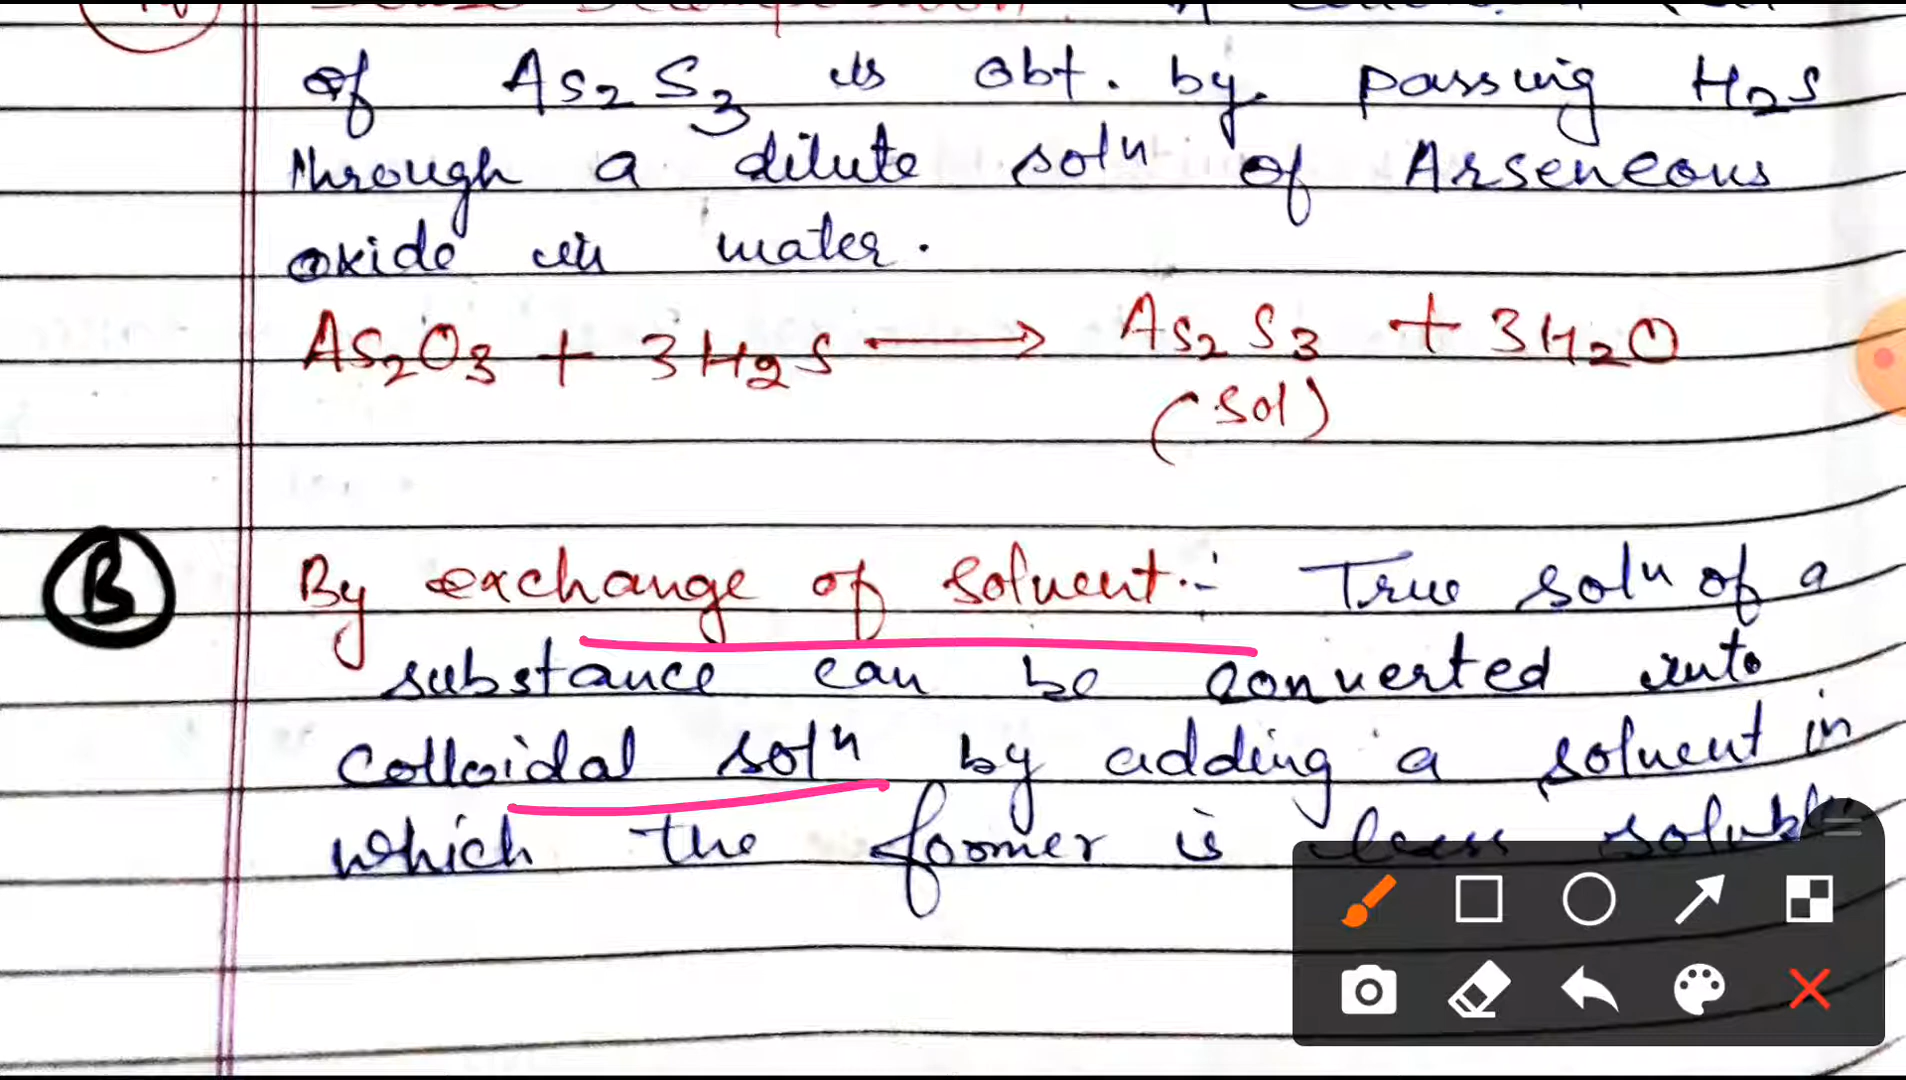 of As2S3 is obt. by passing H2S
through a dilute solⁿ of Arseneous
oxide in water.
As2O3 + 3H2S ⟶ As2S3 + 3H2O
(Sol)
B By exchange of solvent:- True solⁿ of a
substance can be converted into
Colloidal solⁿ by adding a solvent in
which the former is less soluble